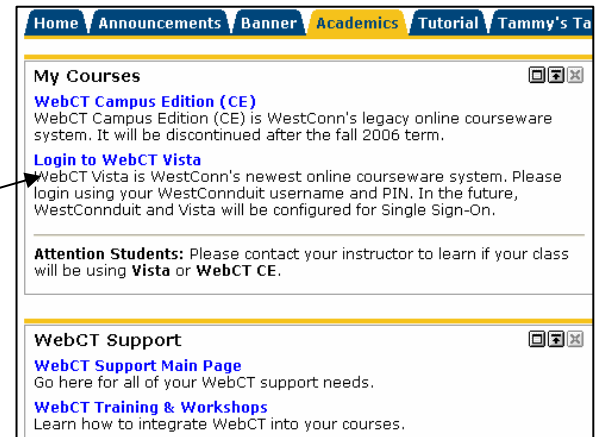 Home Announcements Banner Academics Tutorial Tammy's Ta
My Courses
WebCT Campus Edition (CE)
WebCT Campus Edition (CE) is WestConn's legacy online courseware
system. It will be discontinued after the fall 2006 term.
Login to WebCT Vista
WebCT Vista is WestConn's newest online courseware system. Please
login using your WestConnduit username and PIN. In the future,
WestConnduit and Vista will be configured for Single Sign-On.
Attention Students: Please contact your instructor to learn if your class
will be using Vista or WebCT CE.
WebCT Support
WebCT Support Main Page
Go here for all of your WebCT support needs.
WebCT Training & Workshops
Learn how to integrate WebCT into your courses.